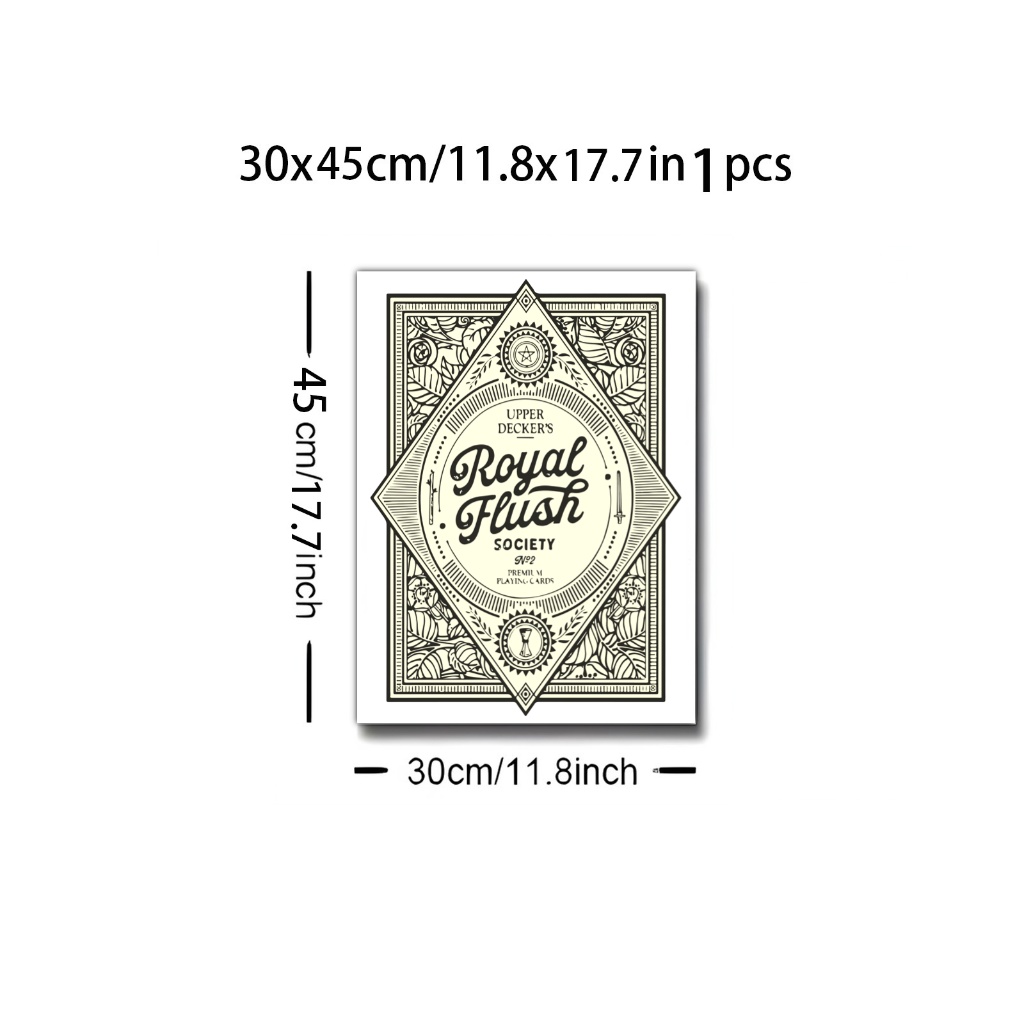 30x45cm/11.8x17.7in 1 pcs
45 cm/17.7inch
UPPER
DECKER'S
Royal
Flush
SOCIETY
Nº2
PREMIUM
PLAYING CARDS
30cm/11.8inch